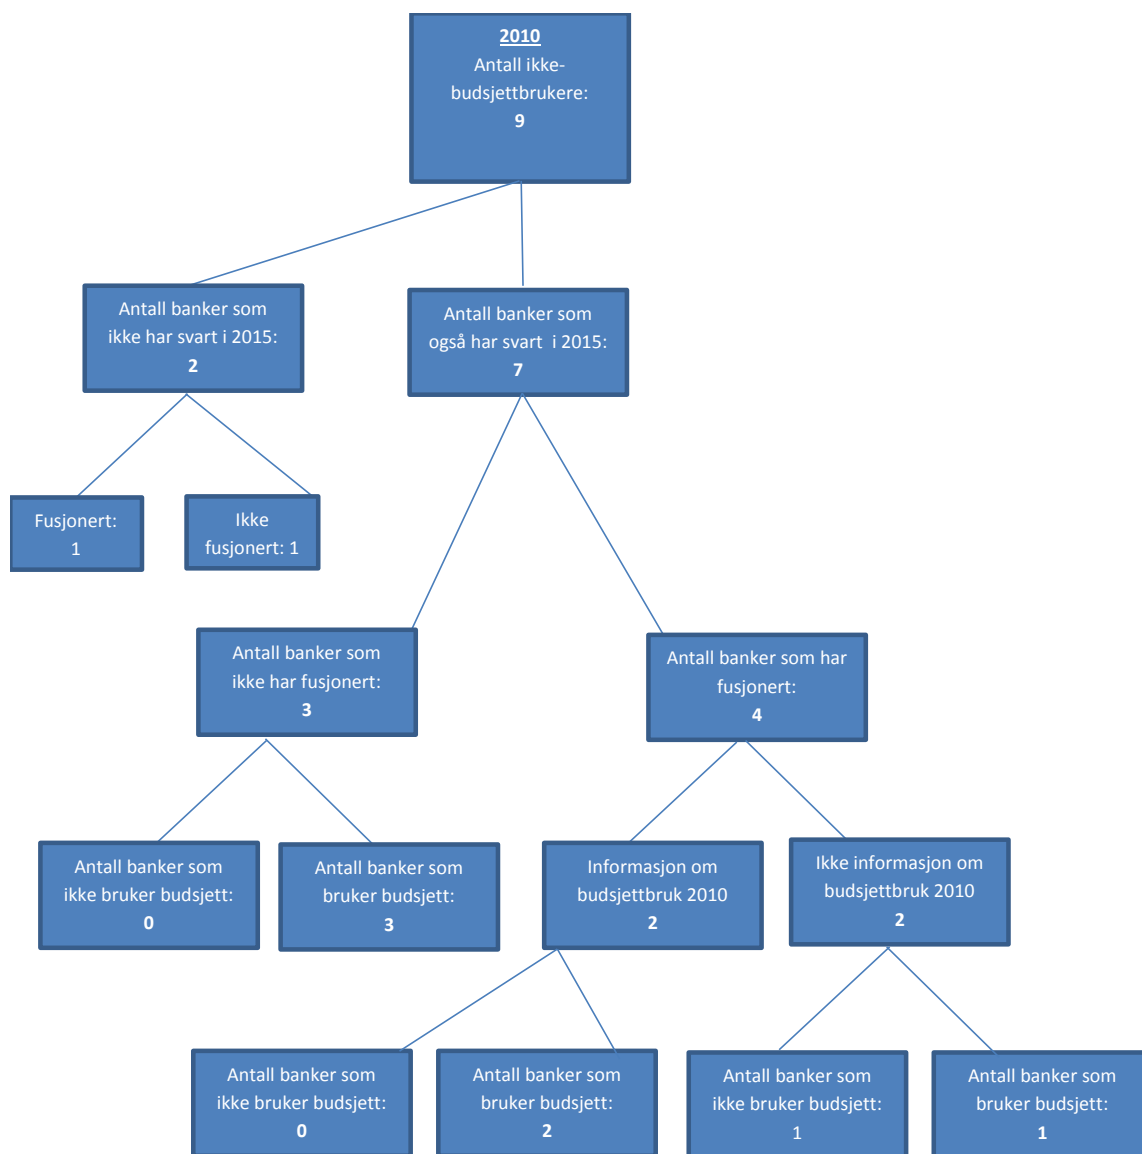 2010
Antall ikke-
budsjettbrukere:
9
Antall banker som
ikke har svart i 2015:
2
Antall banker som
også har svart i 2015:
7
Fusjonert:
1
Ikke
fusjonert: 1
Antall banker som
ikke har fusjonert:
3
Antall banker som har
fusjonert:
4
Antall banker som
ikke bruker budsjett:
0
Antall banker som
bruker budsjett:
3
Informasjon om
budsjettbruk 2010
2
Ikke informasjon om
budsjettbruk 2010
2
Antall banker som
ikke bruker budsjett:
0
Antall banker som
bruker budsjett:
2
Antall banker som
ikke bruker budsjett:
1
Antall banker som
bruker budsjett:
1